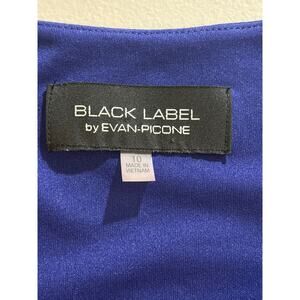 BLACK LABEL
by EVAN-PICONE
10
MADE IN
VIETNAM